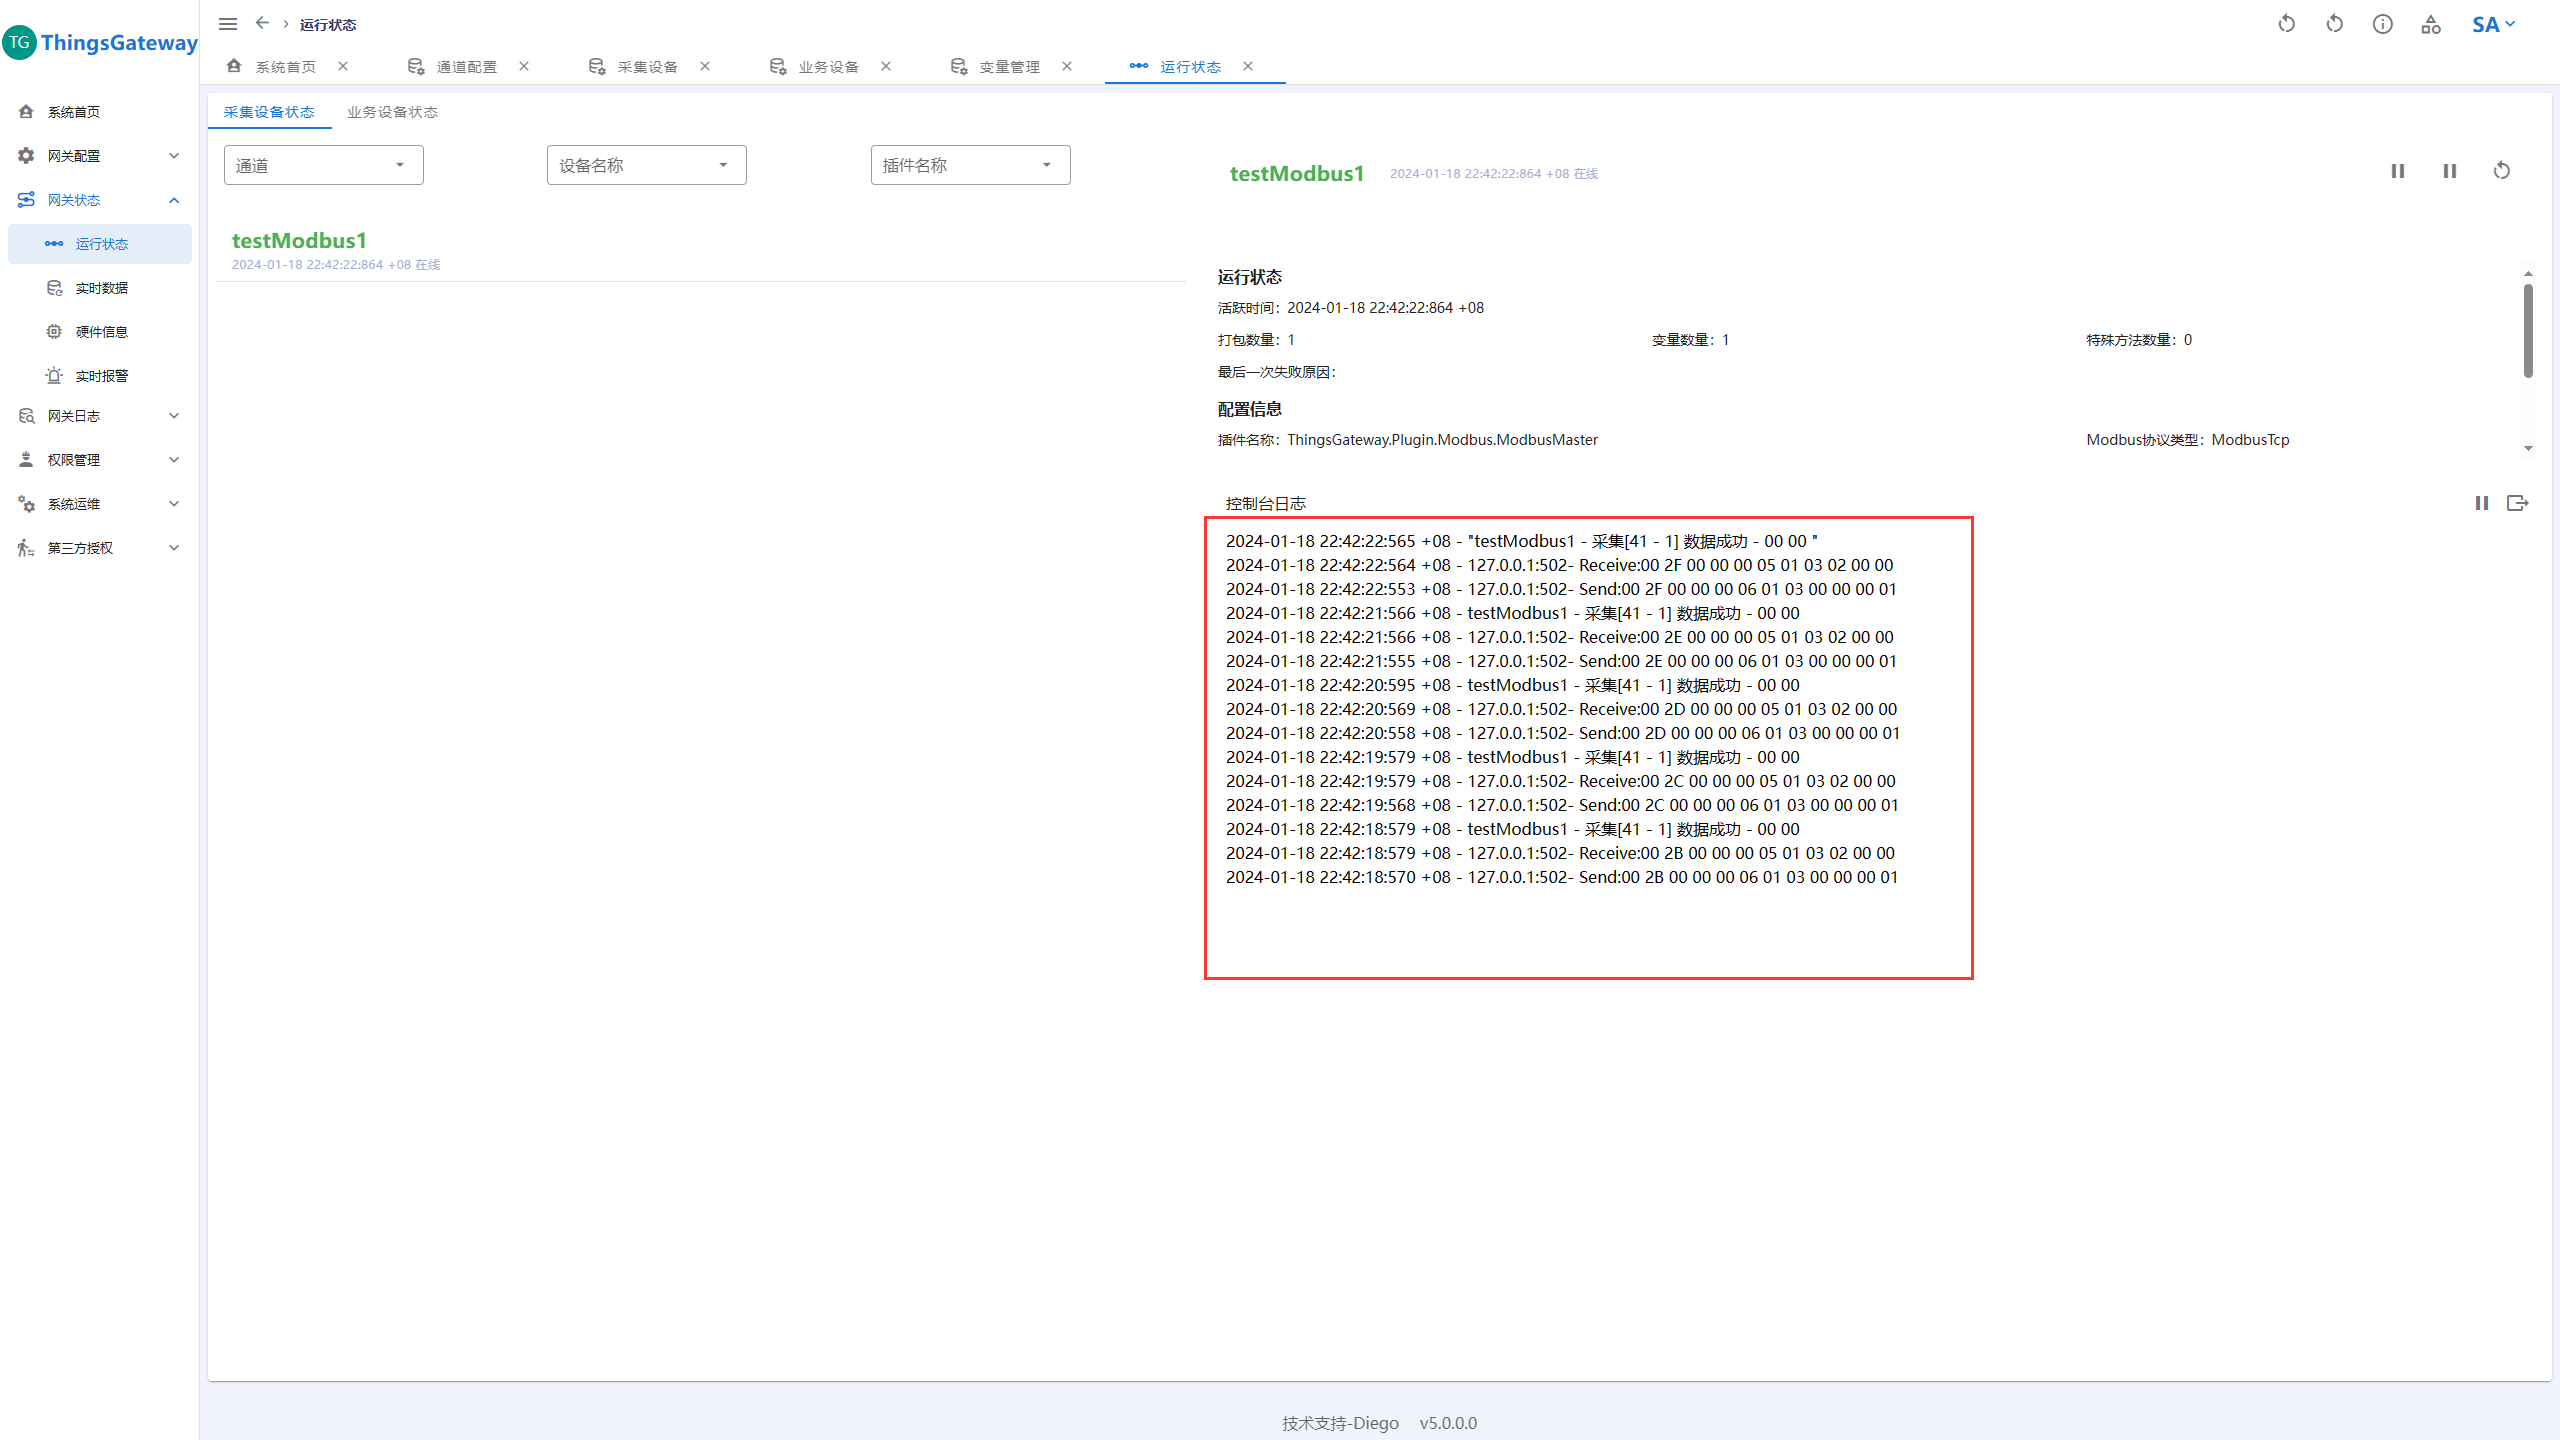 TG ThingsGateway
系统首页
网关配置
网关状态
运行状态
实时数据
硬件信息
实时报警
网关日志
权限管理
系统运维
第三方授权
运行状态
SA
系统首页 通道配置 采集设备 业务设备 变量管理 运行状态
采集设备状态 业务设备状态
通道 设备名称 插件名称
testModbus1
2024-01-18 22:42:22:864 +08 在线
testModbus1 2024-01-18 22:42:22:864 +08 在线
运行状态
活跃时间：2024-01-18 22:42:22:864 +08
打包数量：1 变量数量：1 特殊方法数量：0
最后一次失败原因：
配置信息
插件名称：ThingsGateway.Plugin.Modbus.ModbusMaster Modbus协议类型：ModbusTcp
控制台日志
2024-01-18 22:42:22:565 +08 - "testModbus1 - 采集[41 - 1] 数据成功 - 00 00 "
2024-01-18 22:42:22:564 +08 - 127.0.0.1:502- Receive:00 2F 00 00 00 05 01 03 02 00 00
2024-01-18 22:42:22:553 +08 - 127.0.0.1:502- Send:00 2F 00 00 00 06 01 03 00 00 00 01
2024-01-18 22:42:21:566 +08 - testModbus1 - 采集[41 - 1] 数据成功 - 00 00
2024-01-18 22:42:21:566 +08 - 127.0.0.1:502- Receive:00 2E 00 00 00 05 01 03 02 00 00
2024-01-18 22:42:21:555 +08 - 127.0.0.1:502- Send:00 2E 00 00 00 06 01 03 00 00 00 01
2024-01-18 22:42:20:595 +08 - testModbus1 - 采集[41 - 1] 数据成功 - 00 00
2024-01-18 22:42:20:569 +08 - 127.0.0.1:502- Receive:00 2D 00 00 00 05 01 03 02 00 00
2024-01-18 22:42:20:558 +08 - 127.0.0.1:502- Send:00 2D 00 00 00 06 01 03 00 00 00 01
2024-01-18 22:42:19:579 +08 - testModbus1 - 采集[41 - 1] 数据成功 - 00 00
2024-01-18 22:42:19:579 +08 - 127.0.0.1:502- Receive:00 2C 00 00 00 05 01 03 02 00 00
2024-01-18 22:42:19:568 +08 - 127.0.0.1:502- Send:00 2C 00 00 00 06 01 03 00 00 00 01
2024-01-18 22:42:18:579 +08 - testModbus1 - 采集[41 - 1] 数据成功 - 00 00
2024-01-18 22:42:18:579 +08 - 127.0.0.1:502- Receive:00 2B 00 00 00 05 01 03 02 00 00
2024-01-18 22:42:18:570 +08 - 127.0.0.1:502- Send:00 2B 00 00 00 06 01 03 00 00 00 01
技术支持-Diego v5.0.0.0